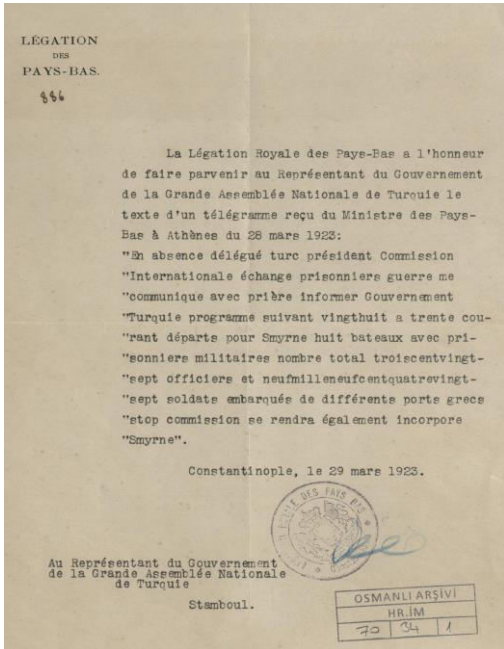 LÉGATION
DES
PAYS-BAS.
886
La Légation Royale des Pays-Bas a l'honneur
de faire parvenir au Représentant du Gouvernement
de la Grande Assemblée Nationale de Turquie le
texte d'un télégramme reçu du Ministre des Pays-
Bas à Athènes du 28 mars 1923:
"En absence délégué turc président Commission
"Internationale échange prisonniers guerre me
"communique avec prière informer Gouvernement
"Turquie programme suivant vingthuit a trente cou-
"rant départs pour Smyrne huit bateaux avec pri-
"sonniers militaires nombre total troiscentvingt-
"sept officiers et neufmilleneufcentquatrevingt-
"sept soldats embarqués de différents ports grecs
"stop commission se rendra également incorpore
"Smyrne".
Constantinople, le 29 mars 1923.
DES PAYS BAS
Au Représentant du Gouvernement
de la Grande Assemblée Nationale
de Turquie
Stamboul.
OSMANLI ARŞİVİ
HR.İM
70 34 1